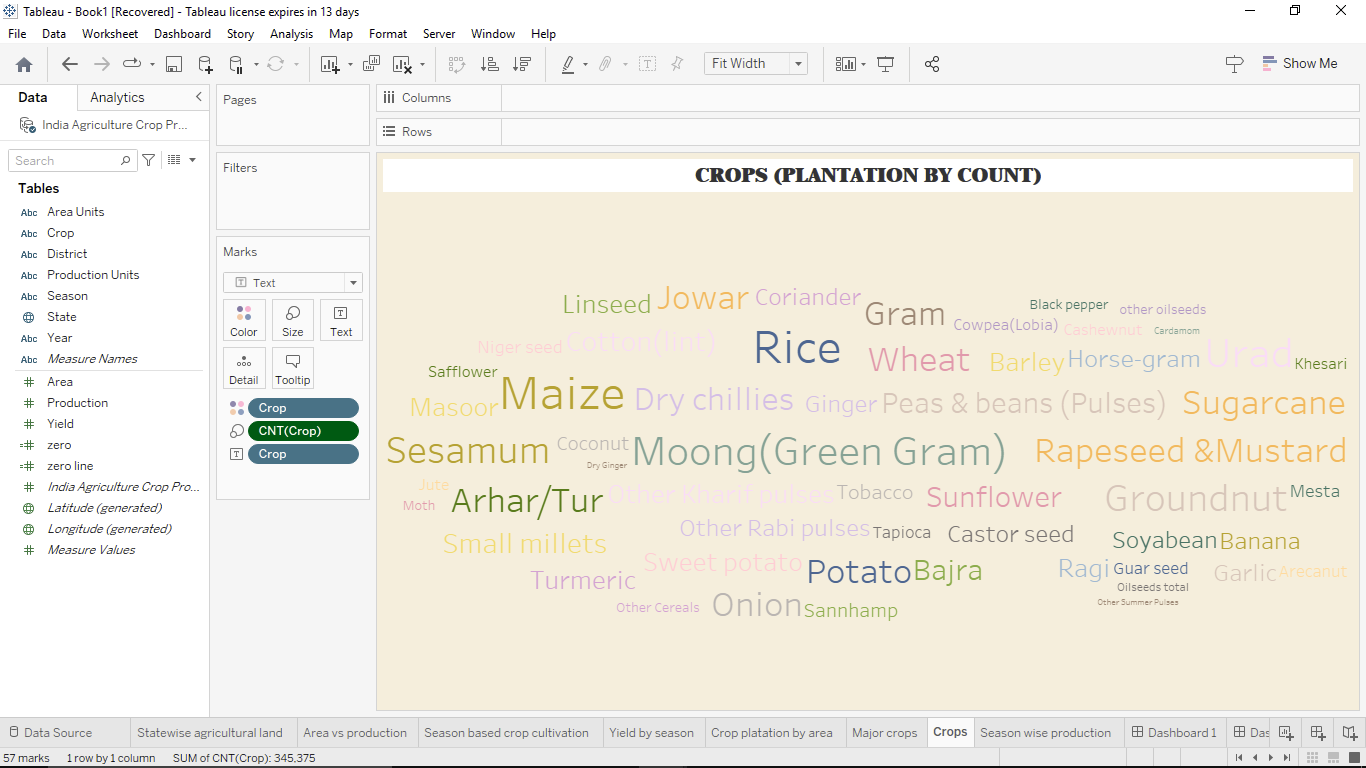 Tableau - Book1 [Recovered] - Tableau license expires in 13 days
File Data Worksheet Dashboard Story Analysis Map Format Server Window Help
Fit Width
Show Me
Data Analytics
India Agriculture Crop Pr...
Search
Tables
Abc Area Units
Abc Crop
Abc District
Abc Production Units
Abc Season
State
Abc Year
Abc Measure Names
Area
Production
Yield
zero
zero line
India Agriculture Crop Pro...
Latitude (generated)
Longitude (generated)
Measure Values
Pages
Filters
Marks
Text
Color Size Text
Detail Tooltip
Crop
CNT(Crop)
Crop
Columns
Rows
CROPS (PLANTATION BY COUNT)
Linseed Jowar Coriander Gram Black pepper other oilseeds
Niger seed Cotton(lint) Rice Cowpea(Lobia) Cashewnut Cardamom
Safflower Wheat Barley Horse-gram Urad Khesari
Masoor Maize Dry chillies Ginger Peas & beans (Pulses) Sugarcane
Sesamum Coconut Dry Ginger Moong(Green Gram) Rapeseed &Mustard
Jute Moth Arhar/Tur Other Kharif pulses Tobacco Sunflower Groundnut Mesta
Small millets Other Rabi pulses Tapioca Castor seed Soyabean Banana
Turmeric Sweet potato Potato Bajra Ragi Guar seed Garlic Arecanut
Oilseeds total
Other Cereals Onion Sannhamp Other Summer Pulses
Data Source Statewise agricultural land Area vs production Season based crop cultivation Yield by season Crop platation by area Major crops Crops Season wise production Dashboard 1 Das
57 marks 1 row by 1 column SUM of CNT(Crop): 345,375